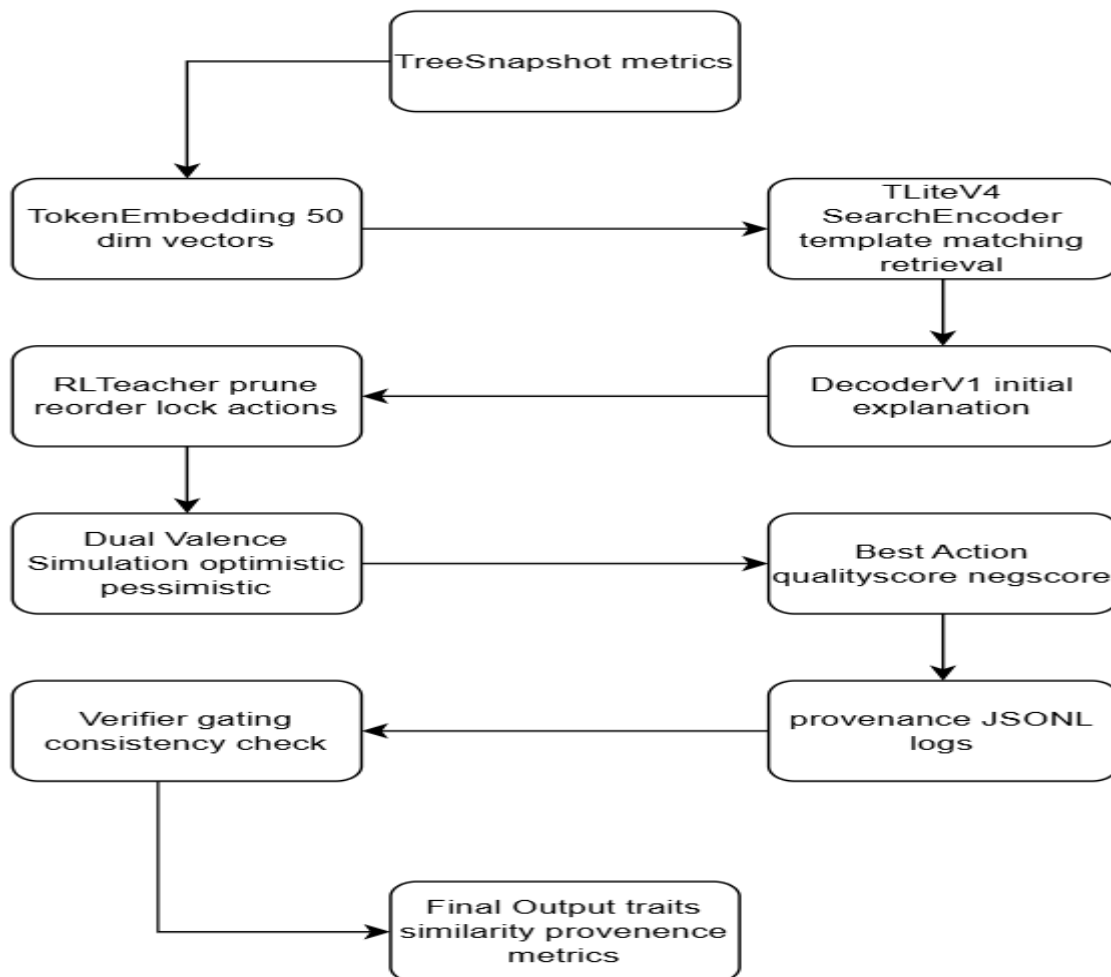 TreeSnapshot metrics
TokenEmbedding 50
dim vectors
TLiteV4
SearchEncoder
template matching
retrieval
DecoderV1 initial
explanation
RLTeacher prune
reorder lock actions
Dual Valence
Simulation optimistic
pessimistic
Best Action
qualityscore negscore
provenance JSONL
logs
Verifier gating
consistency check
Final Output traits
similarity provenence
metrics